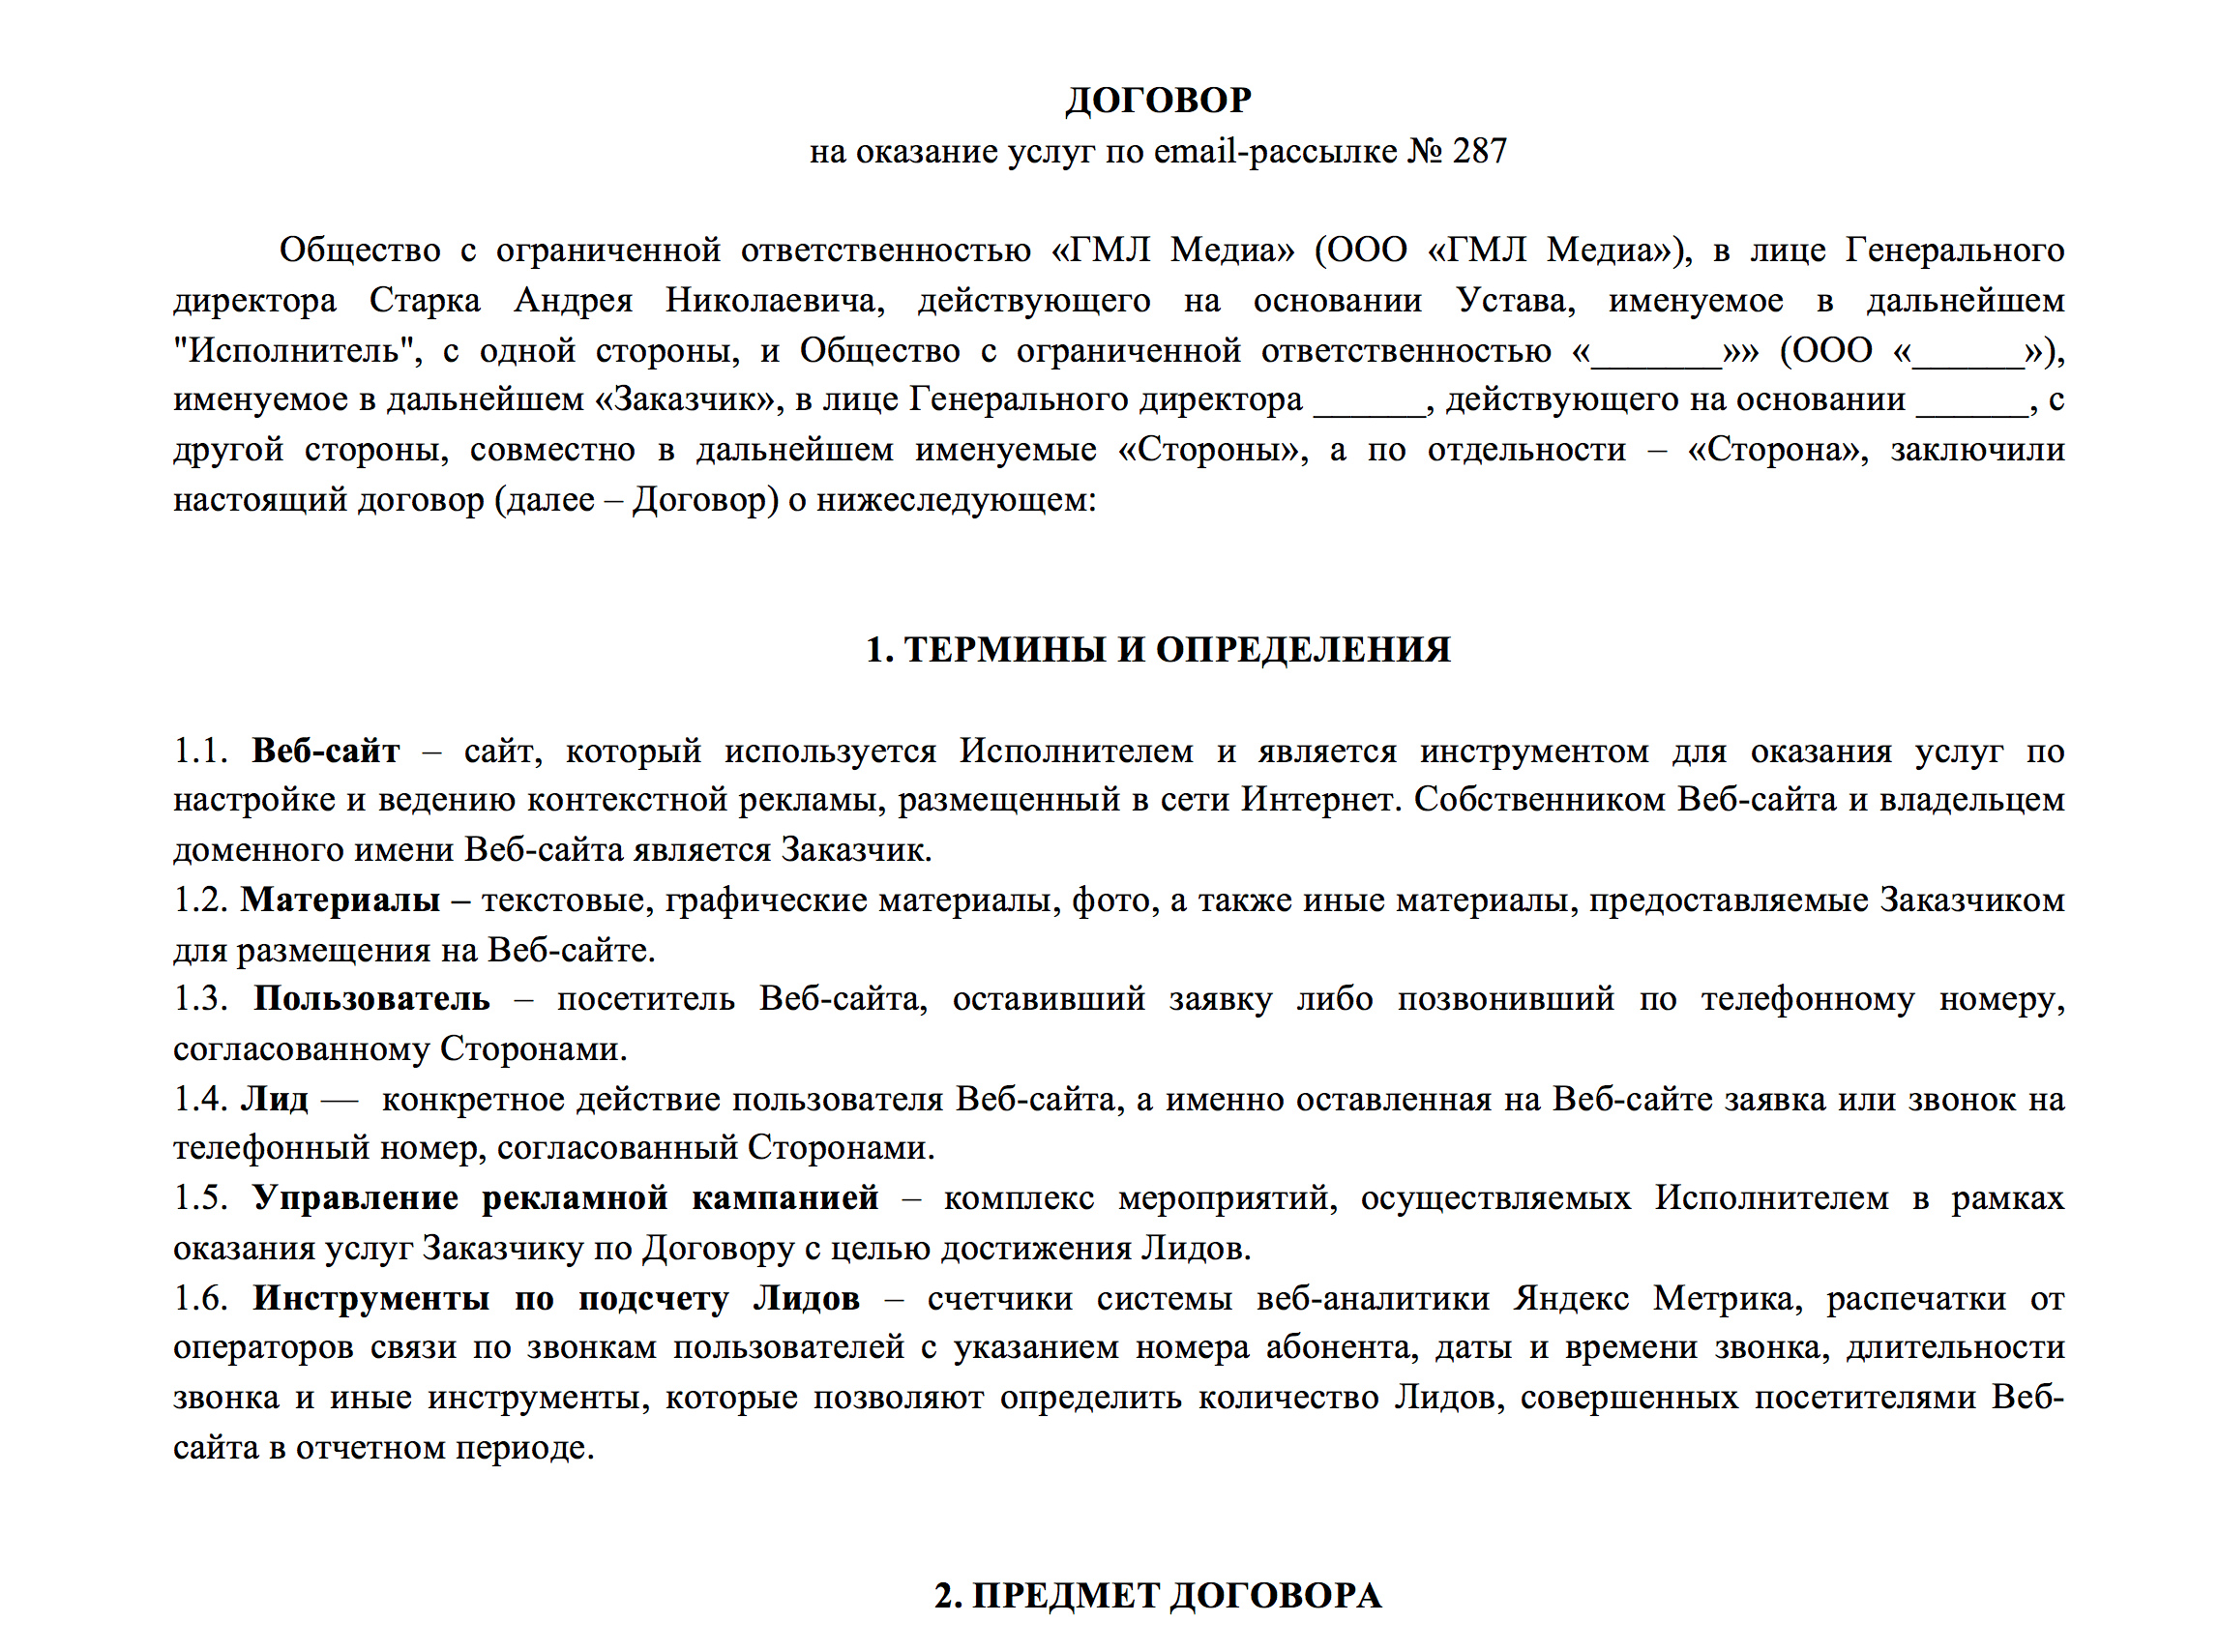 ДОГОВОР
на оказание услуг по email-рассылке № 287
Общество с ограниченной ответственностью «ГМЛ Медиа» (ООО «ГМЛ Медиа»), в лице Генерального
директора Старка Андрея Николаевича, действующего на основании Устава, именуемое в дальнейшем
"Исполнитель", с одной стороны, и Общество с ограниченной ответственностью «_______»» (ООО «______»),
именуемое в дальнейшем «Заказчик», в лице Генерального директора ______, действующего на основании ______, с
другой стороны, совместно в дальнейшем именуемые «Стороны», а по отдельности – «Сторона», заключили
настоящий договор (далее – Договор) о нижеследующем:
1. ТЕРМИНЫ И ОПРЕДЕЛЕНИЯ
1.1. Веб-сайт – сайт, который используется Исполнителем и является инструментом для оказания услуг по
настройке и ведению контекстной рекламы, размещенный в сети Интернет. Собственником Веб-сайта и владельцем
доменного имени Веб-сайта является Заказчик.
1.2. Материалы – текстовые, графические материалы, фото, а также иные материалы, предоставляемые Заказчиком
для размещения на Веб-сайте.
1.3. Пользователь – посетитель Веб-сайта, оставивший заявку либо позвонивший по телефонному номеру,
согласованному Сторонами.
1.4. Лид — конкретное действие пользователя Веб-сайта, а именно оставленная на Веб-сайте заявка или звонок на
телефонный номер, согласованный Сторонами.
1.5. Управление рекламной кампанией – комплекс мероприятий, осуществляемых Исполнителем в рамках
оказания услуг Заказчику по Договору с целью достижения Лидов.
1.6. Инструменты по подсчету Лидов – счетчики системы веб-аналитики Яндекс Метрика, распечатки от
операторов связи по звонкам пользователей с указанием номера абонента, даты и времени звонка, длительности
звонка и иные инструменты, которые позволяют определить количество Лидов, совершенных посетителями Веб-
сайта в отчетном периоде.
2. ПРЕДМЕТ ДОГОВОРА